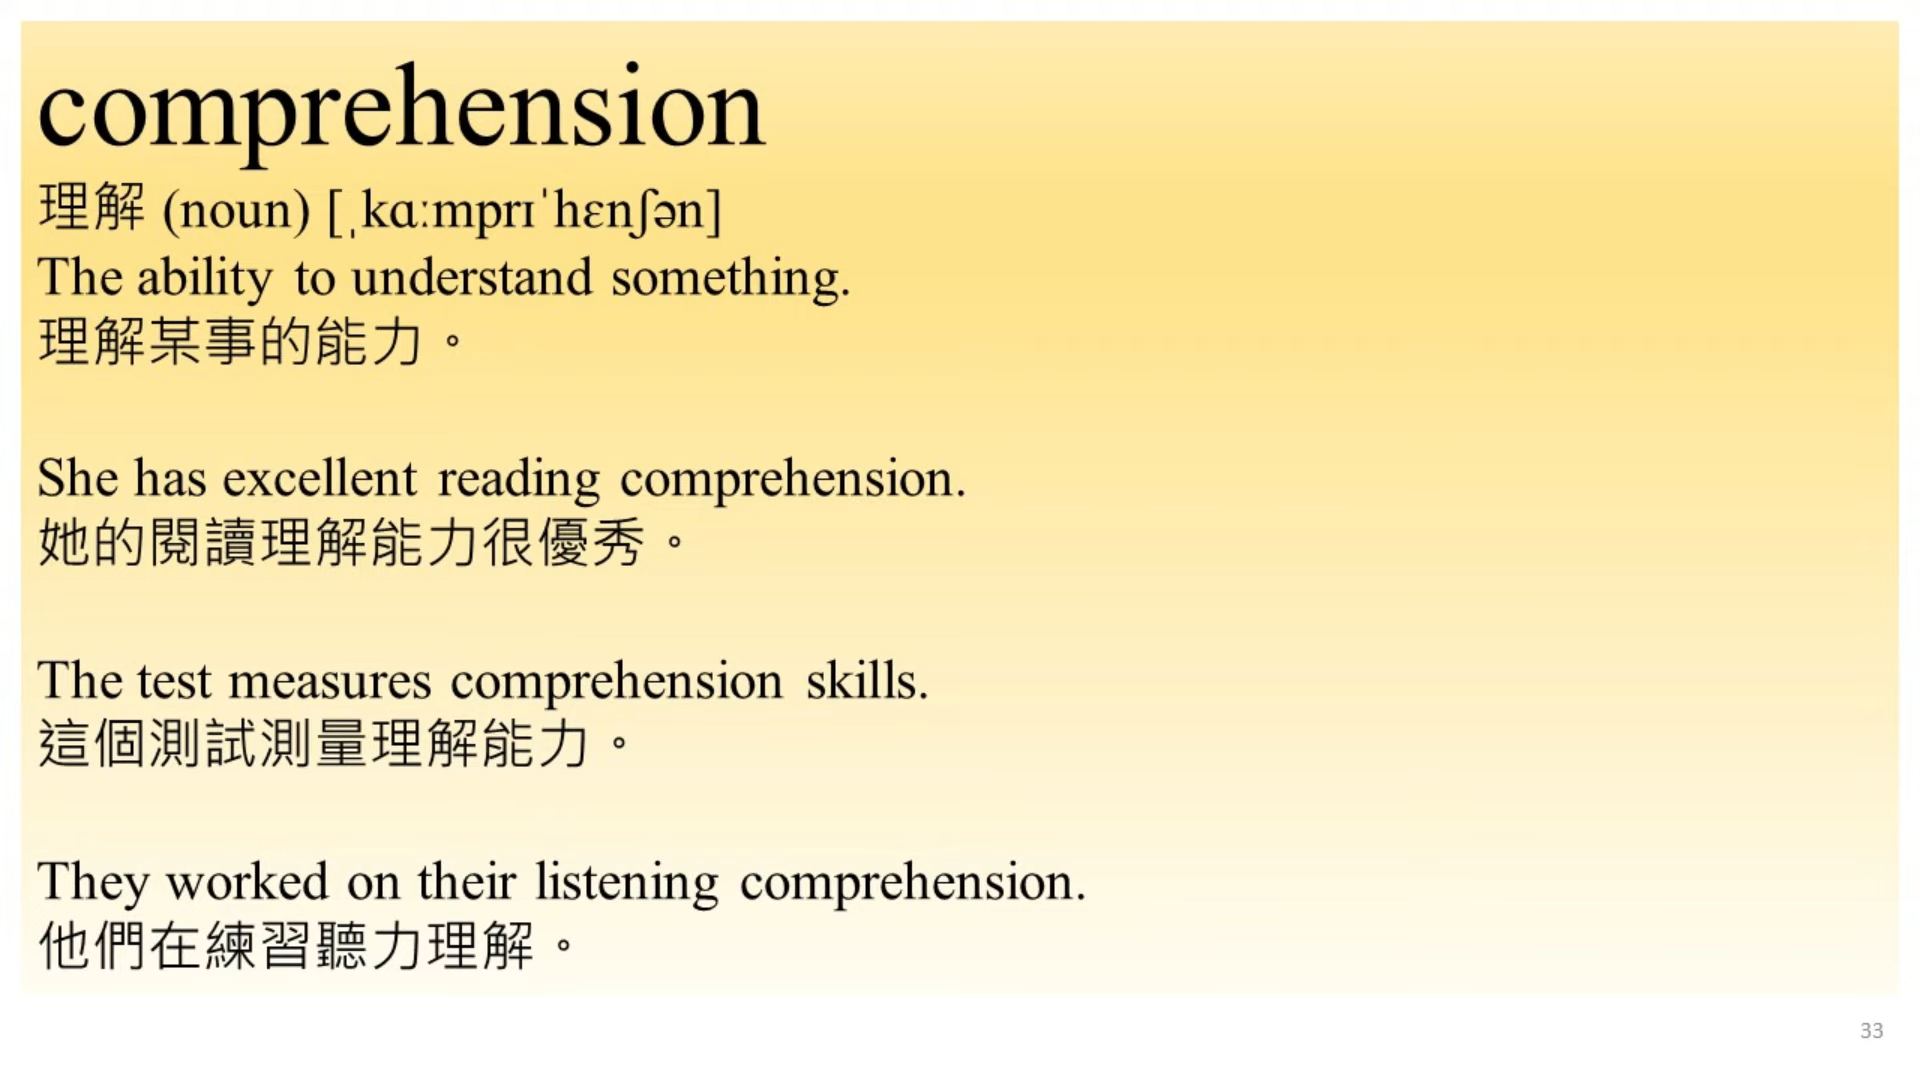 comprehension
理解 (noun) [ˌkɑːmprɪˈhɛnʃən]
The ability to understand something.
理解某事的能力。
She has excellent reading comprehension.
她的閱讀理解能力很優秀。
The test measures comprehension skills.
這個測試測量理解能力。
They worked on their listening comprehension.
他們在練習聽力理解。
33